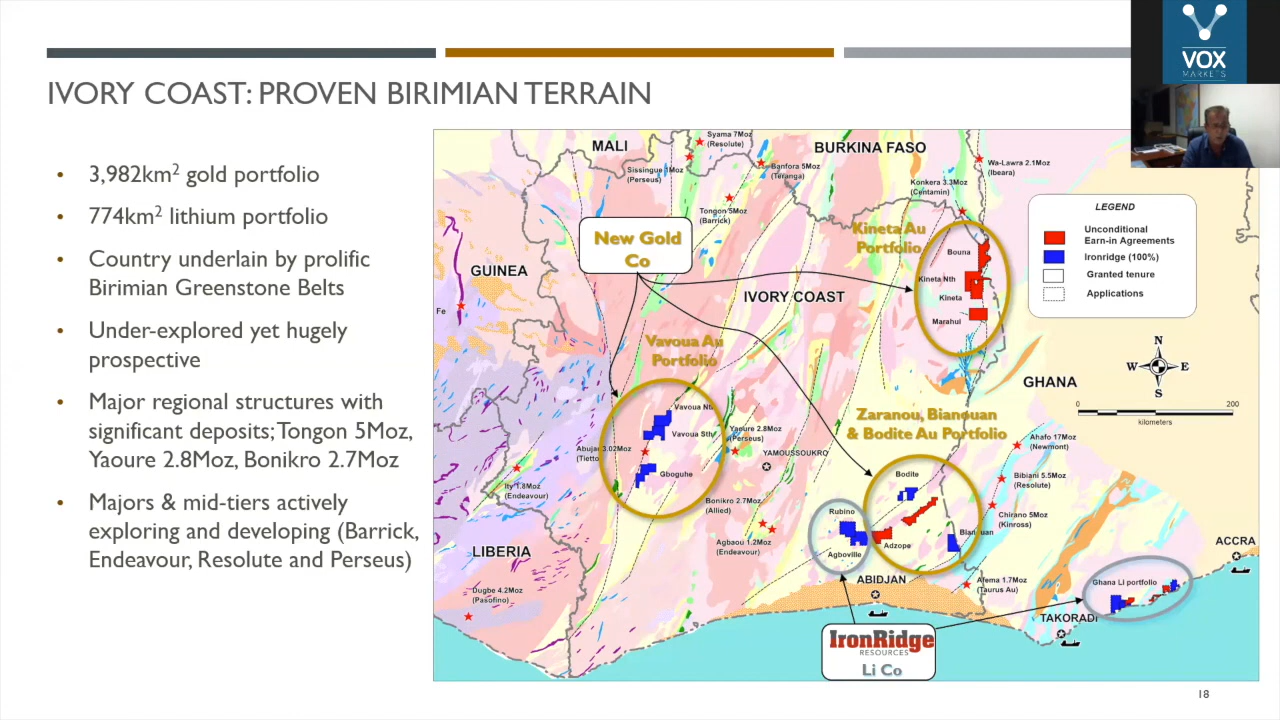 VOX
MARKETS
IVORY COAST: PROVEN BIRIMIAN TERRAIN
• 3,982km² gold portfolio
• 774km² lithium portfolio
• Country underlain by prolific
Birimian Greenstone Belts
• Under-explored yet hugely
prospective
• Major regional structures with
significant deposits; Tongon 5Moz,
Yaoure 2.8Moz, Bonikro 2.7Moz
• Majors & mid-tiers actively
exploring and developing (Barrick,
Endeavour, Resolute and Perseus)
MALI
Syama 7Moz
(Resolute)
BURKINA FASO
Sissingue 1Moz
(Perseus)
Banfora 5Moz
(Teranga)
Wa-Lawra 2.1Moz
(Ibeara)
Konkera 3.3Moz
(Centamin)
Tongon 5Moz
(Barrick)
New Gold
Co
Kineta Au
Portfolio
Bouna
Kineta Nth
Kineta
Marahui
LEGEND
Unconditional
Earn-in Agreements
Ironridge (100%)
Granted tenure
Applications
GUINEA
Fe
IVORY COAST
Vavoua Au
Portfolio
Vavoua Nth
Vavoua Sth
Abujar 3.02Moz
(Tietto
Gboguhe
Yaoure 2.8Moz
(Perseus)
YAMOUSSOUKRO
N
W E
S
GHANA
0 200
kilometers
Zaranou, Bianouan
& Bodite Au Portfolio
Ahafo 17Moz
(Newmont)
Bibiani 5.5Moz
(Resolute)
Chirano 5Moz
(Kinross)
Ity 1.8Moz
(Endeavour)
Bonikro 2.7Moz
(Allied)
Agbaou 1.2Moz
(Endeavour)
Bodite
Rubino
Agboville
Adzope
Bianouan
LIBERIA
Dugbe 4.2Moz
(Pasofino)
ABIDJAN
Afema 1.7Moz
(Taurus Au)
Ghana Li portfolio
ACCRA
TAKORADI
IronRidge
RESOURCES
Li Co
18